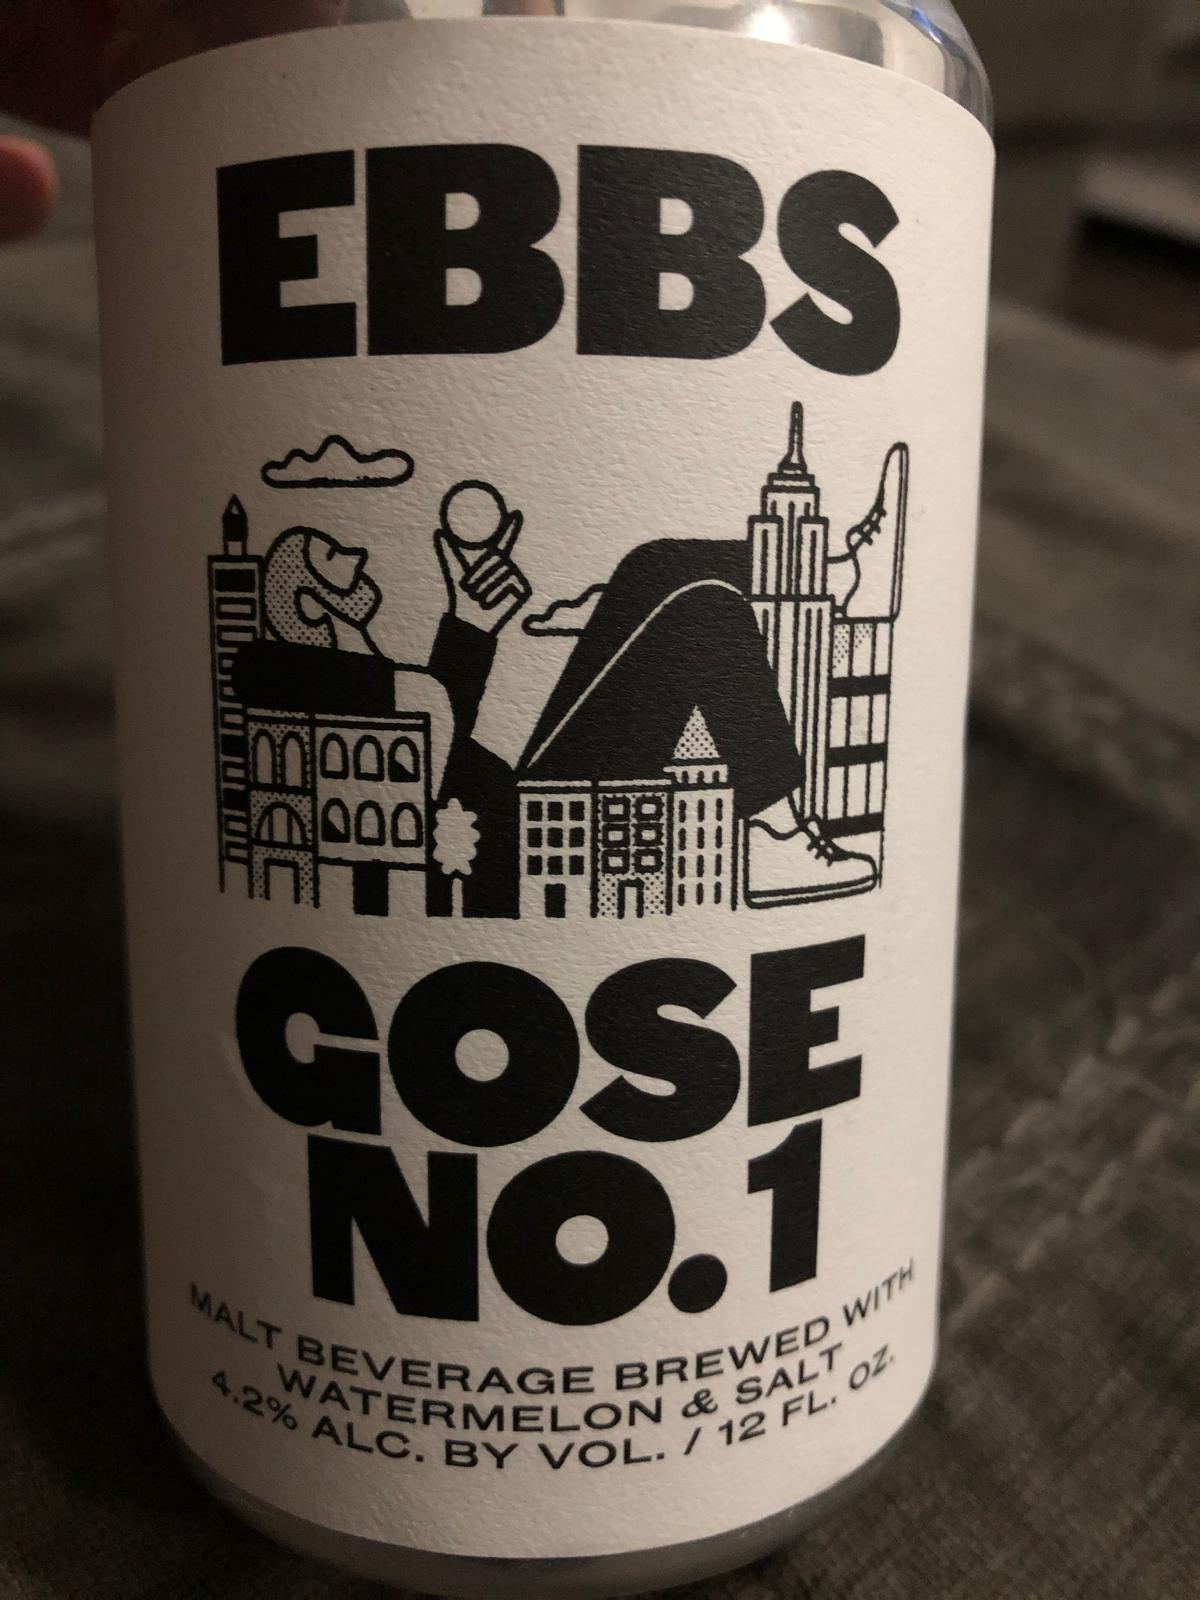 EBBS
GOSE
NO.1
MALT BEVERAGE BREWED WITH
WATERMELON & SALT
4.2% ALC. BY VOL. / 12 FL. OZ.